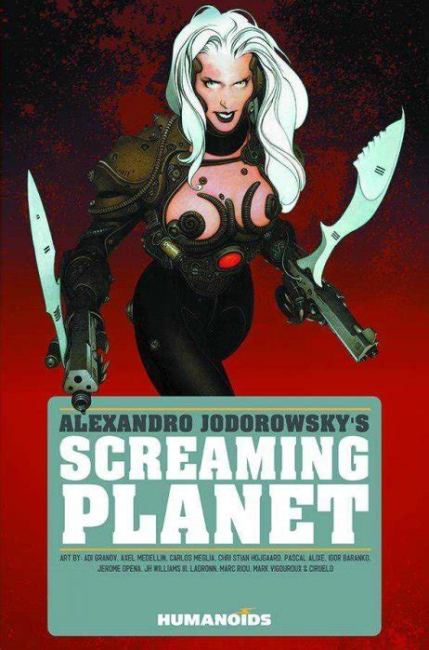 ALEXANDRO JODOROWSKY'S
SCREAMING
PLANET
ART BY: ADI GRANOV, AXEL MEDELLIN, CARLOS MEGLIA, CHRISTIAN HOJGAARD, PASCAL ALIXE, IGOR BARANKO,
JEROME OPENA, JH WILLIAMS III, LADRONN, MARC RIOU, MARK VIGOUROUX & CIRUELO
HUMANOIDS